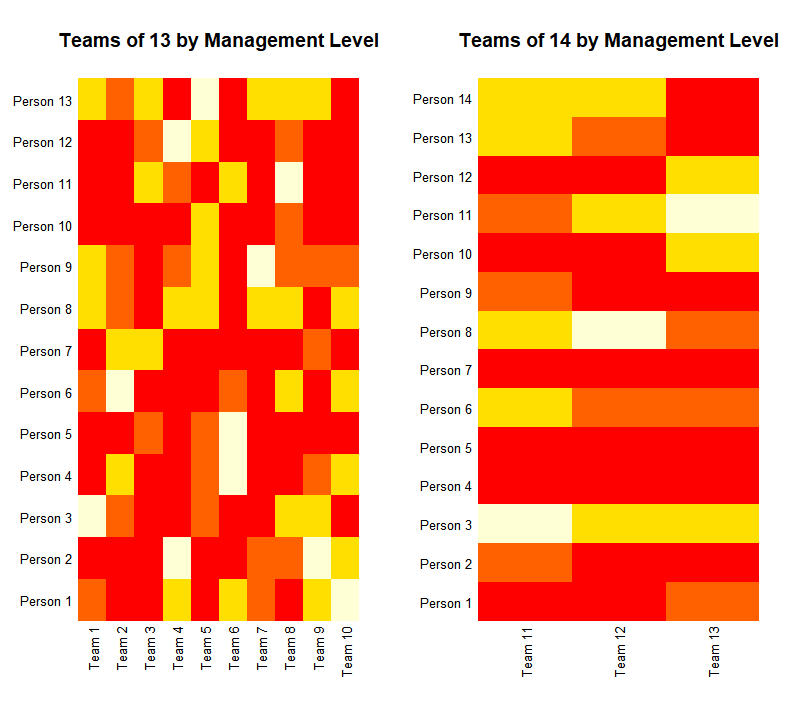 Teams of 13 by Management Level
Person 13
Person 12
Person 11
Person 10
Person 9
Person 8
Person 7
Person 6
Person 5
Person 4
Person 3
Person 2
Person 1
Team 1
Team 2
Team 3
Team 4
Team 5
Team 6
Team 7
Team 8
Team 9
Team 10
Teams of 14 by Management Level
Person 14
Person 13
Person 12
Person 11
Person 10
Person 9
Person 8
Person 7
Person 6
Person 5
Person 4
Person 3
Person 2
Person 1
Team 11
Team 12
Team 13